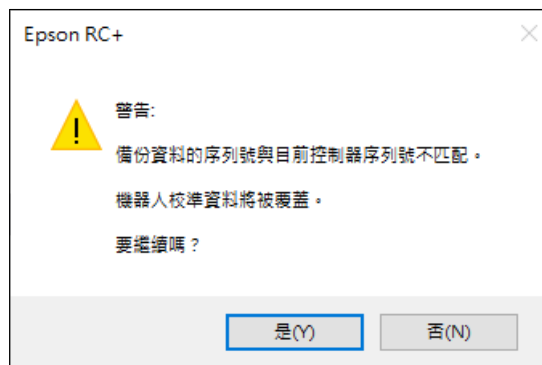 Epson RC+
警告:
備份資料的序列號與目前控制器序列號不匹配。
機器人校準資料將被覆蓋。
要繼續嗎？
是(Y)
否(N)